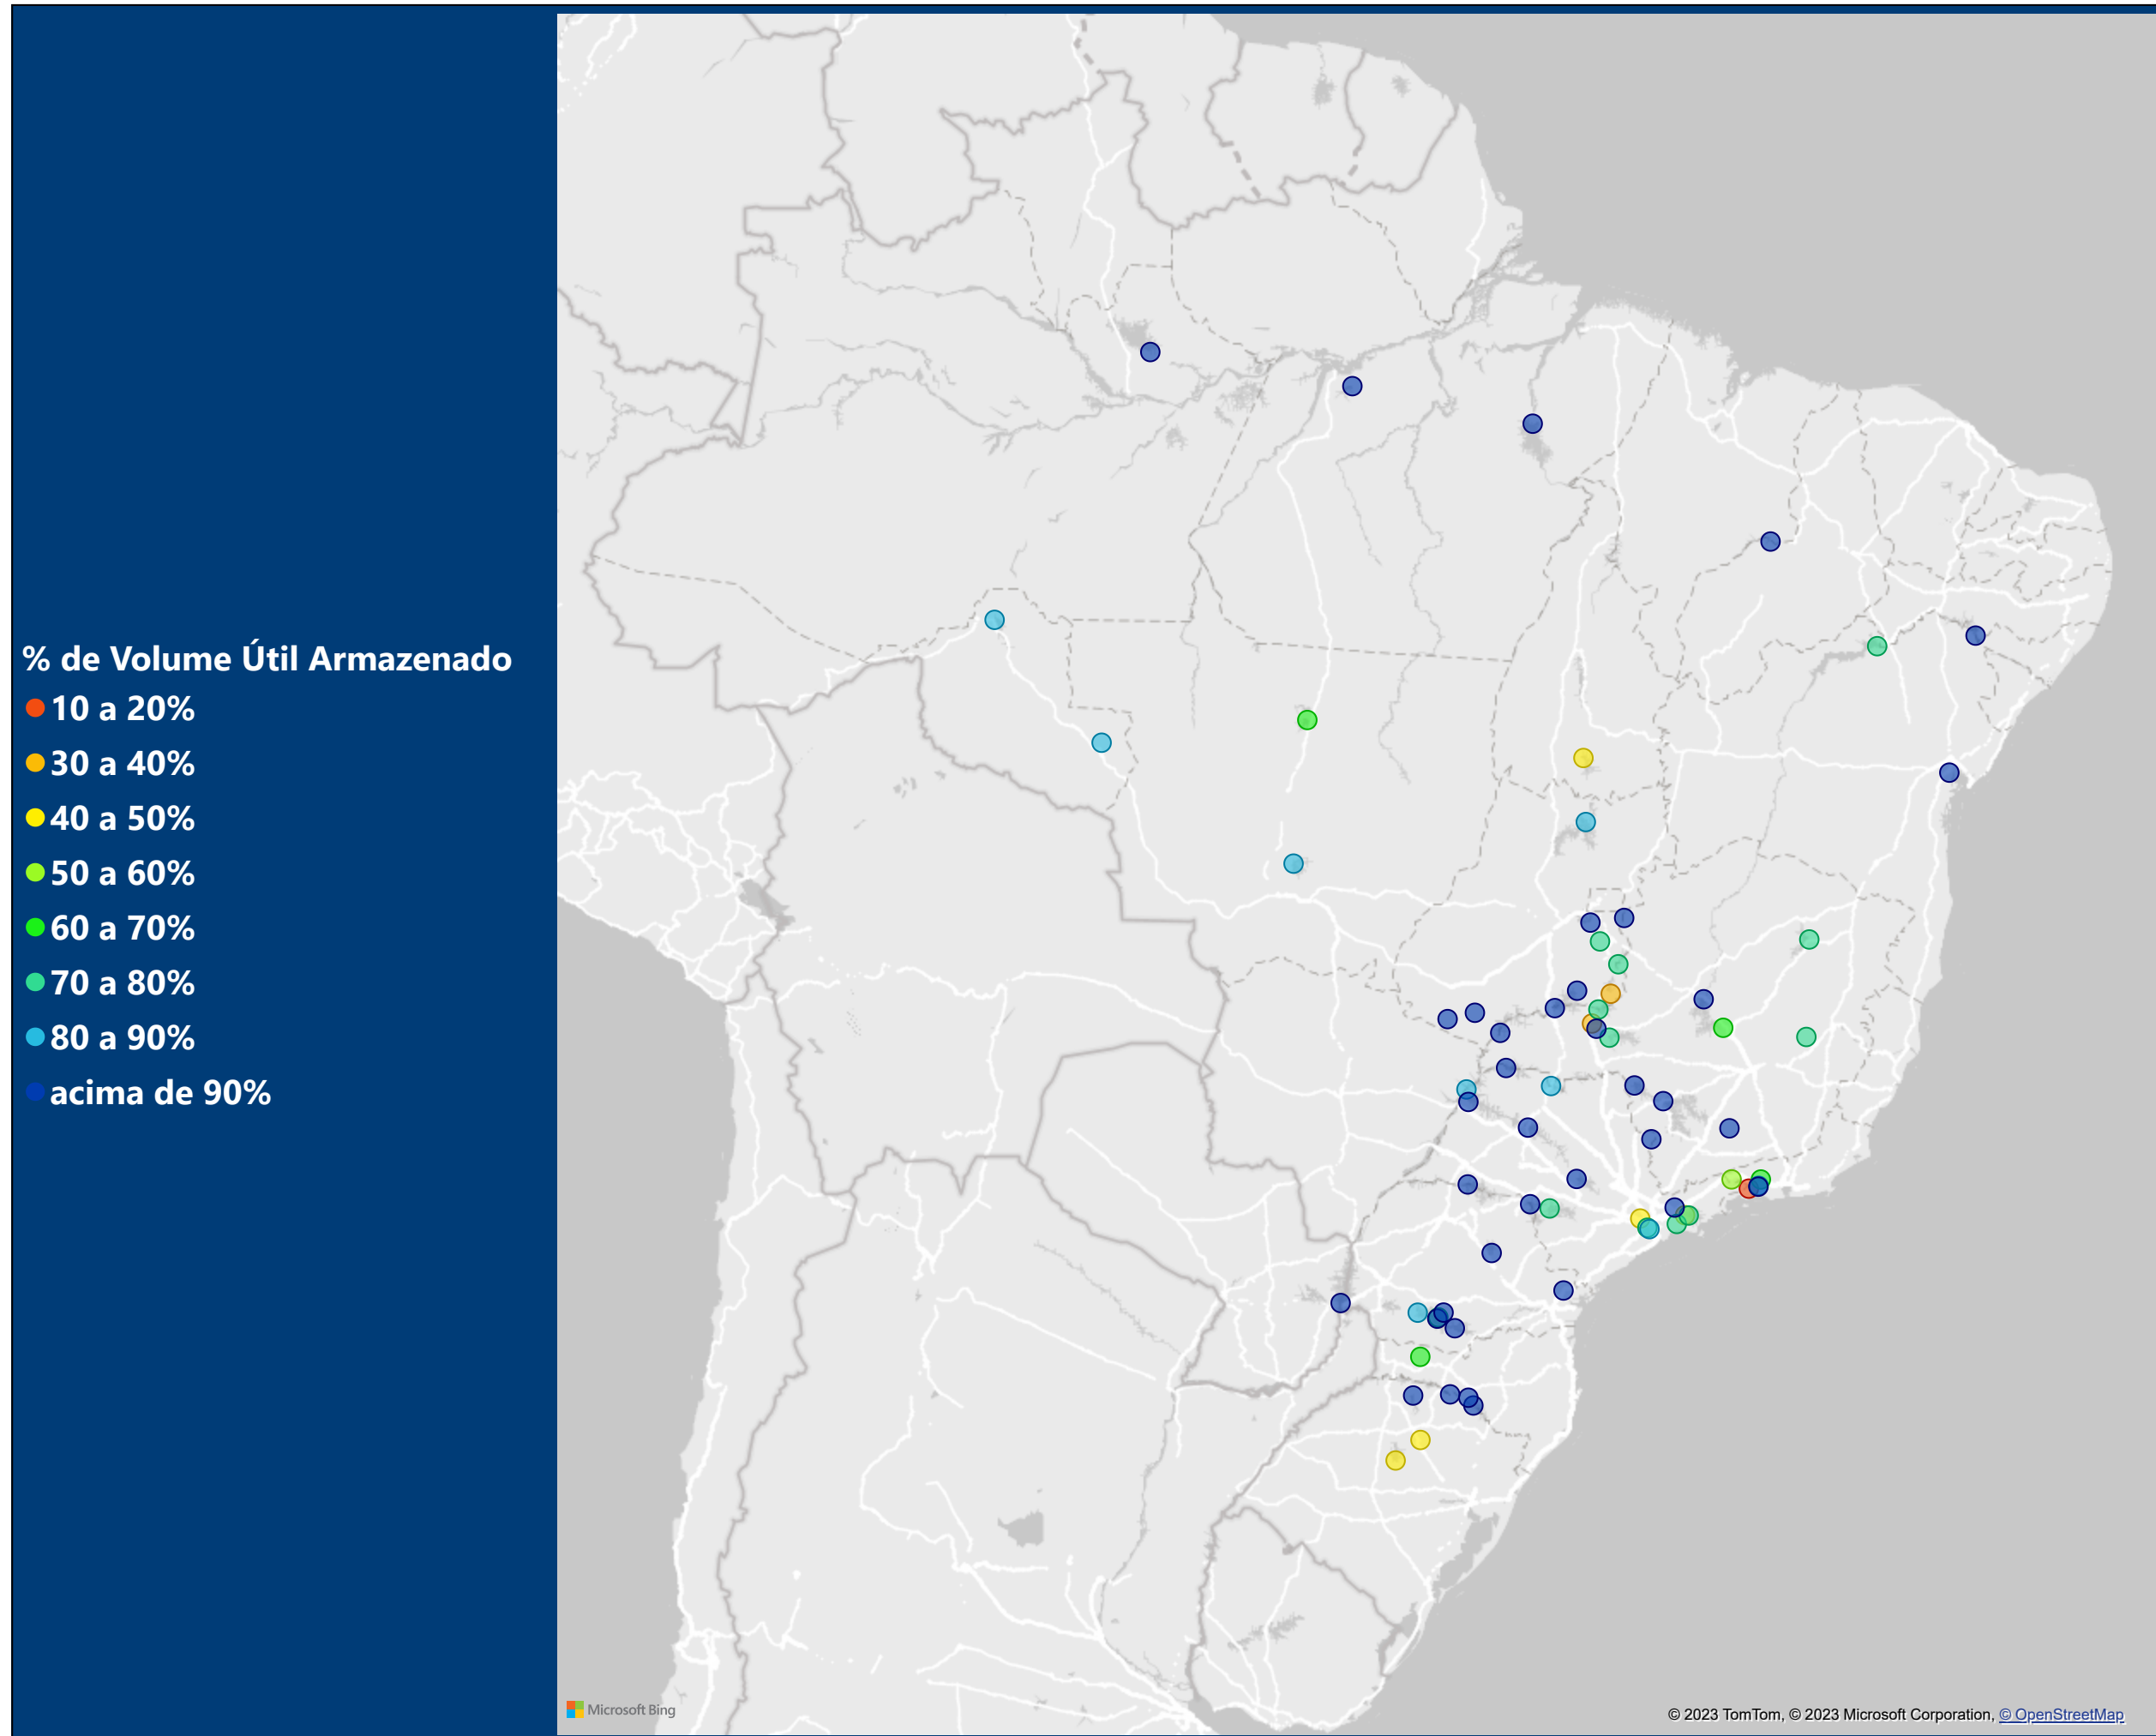 % de Volume Útil Armazenado
10 a 20%
30 a 40%
40 a 50%
50 a 60%
60 a 70%
70 a 80%
80 a 90%
acima de 90%
Microsoft Bing
© 2023 TomTom, © 2023 Microsoft Corporation, © OpenStreetMap